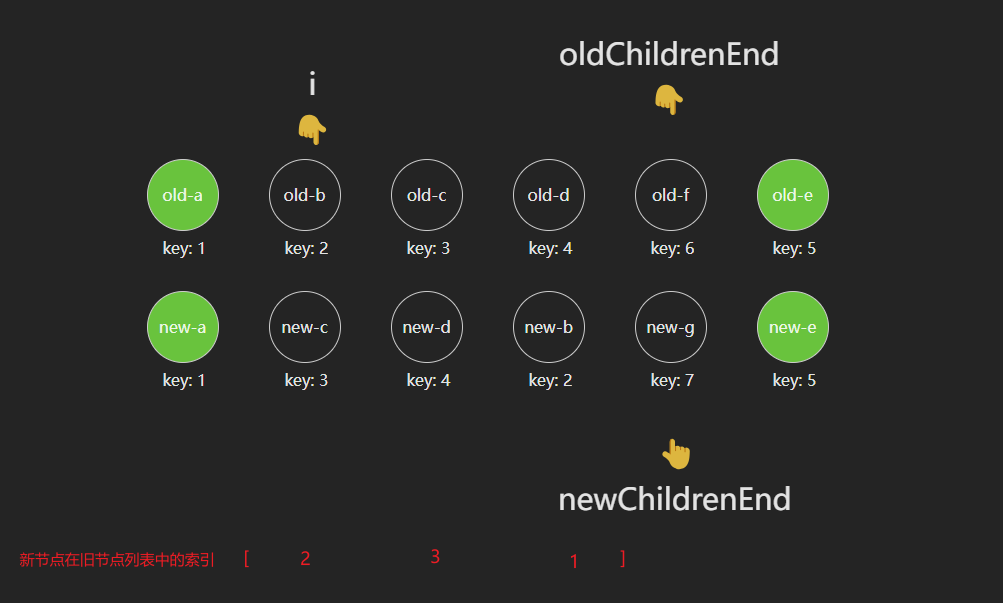 oldChildrenEnd
i
old-a old-b old-c old-d old-f old-e
key: 1 key: 2 key: 3 key: 4 key: 6 key: 5
new-a new-c new-d new-b new-g new-e
key: 1 key: 3 key: 4 key: 2 key: 7 key: 5
newChildrenEnd
新节点在旧节点列表中的索引 [ 2 3 1 ]